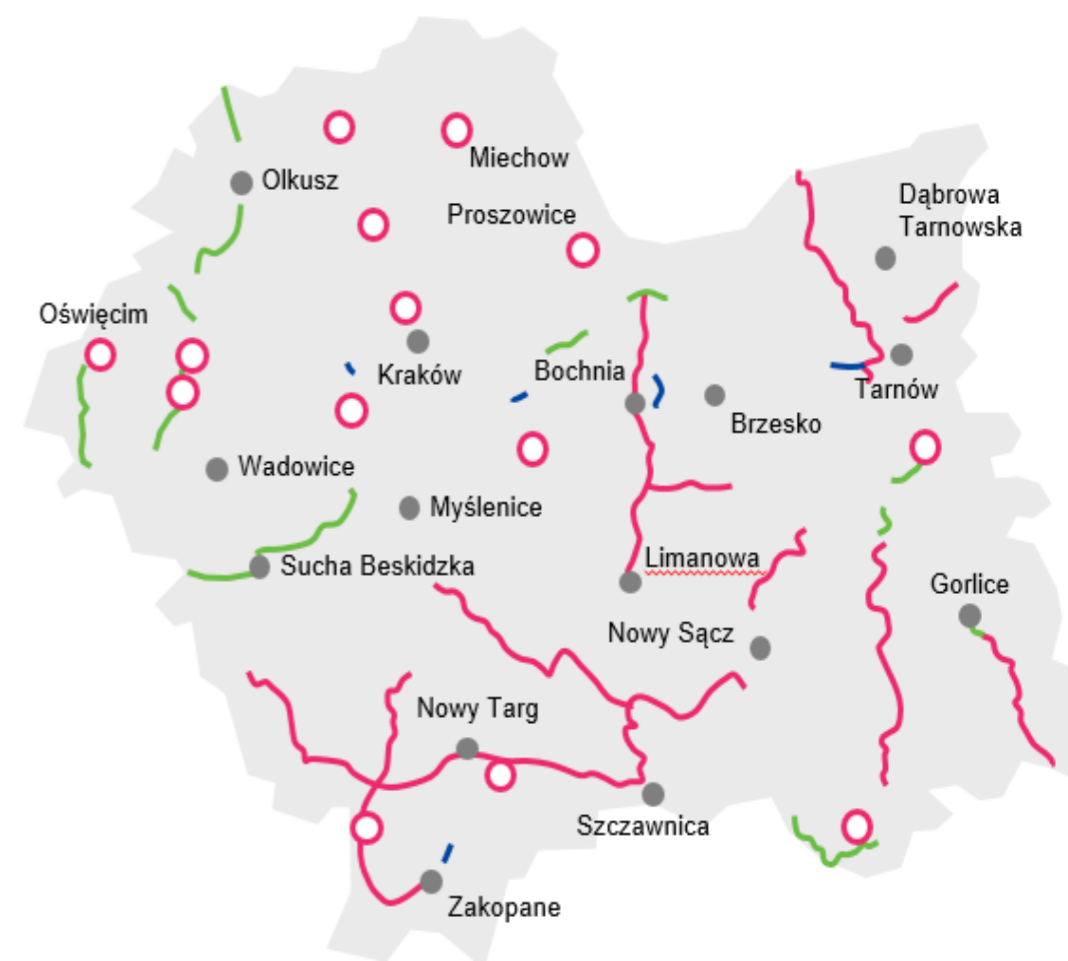 Miechow
Olkusz
Dąbrowa
Tarnowska
Proszowice
Oświęcim
Kraków
Bochnia
Tarnów
Brzesko
Wadowice
Myślenice
Limanowa
Sucha Beskidzka
Gorlice
Nowy Sącz
Nowy Targ
Szczawnica
Zakopane